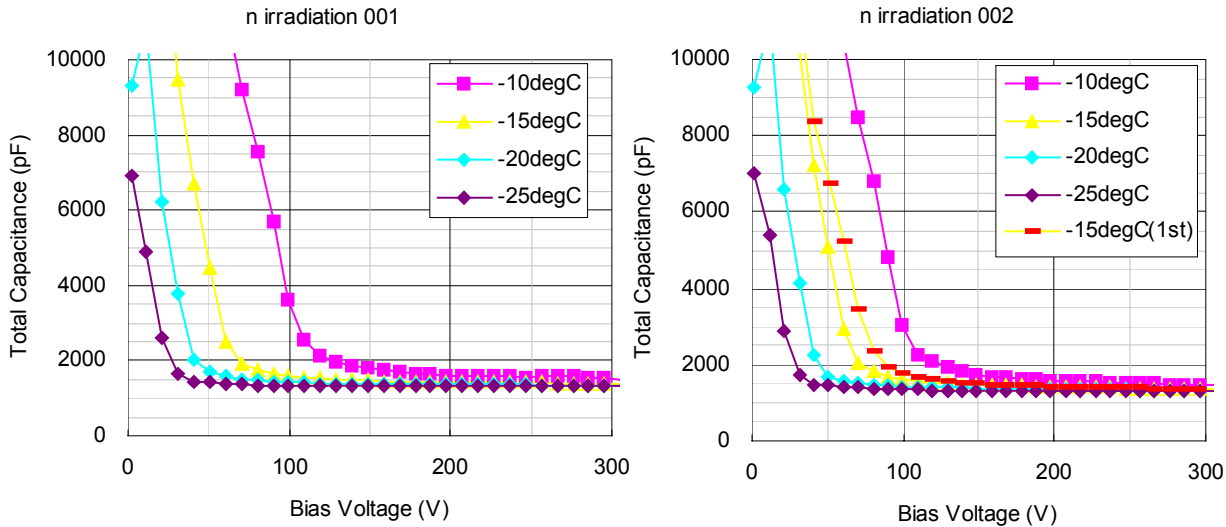 n irradiation 001
Total Capacitance (pF)
10000
8000
6000
4000
2000
0
0 100 200 300
Bias Voltage (V)
-10degC
-15degC
-20degC
-25degC
n irradiation 002
Total Capacitance (pF)
10000
8000
6000
4000
2000
0
0 100 200 300
Bias Voltage (V)
-10degC
-15degC
-20degC
-25degC
-15degC(1st)